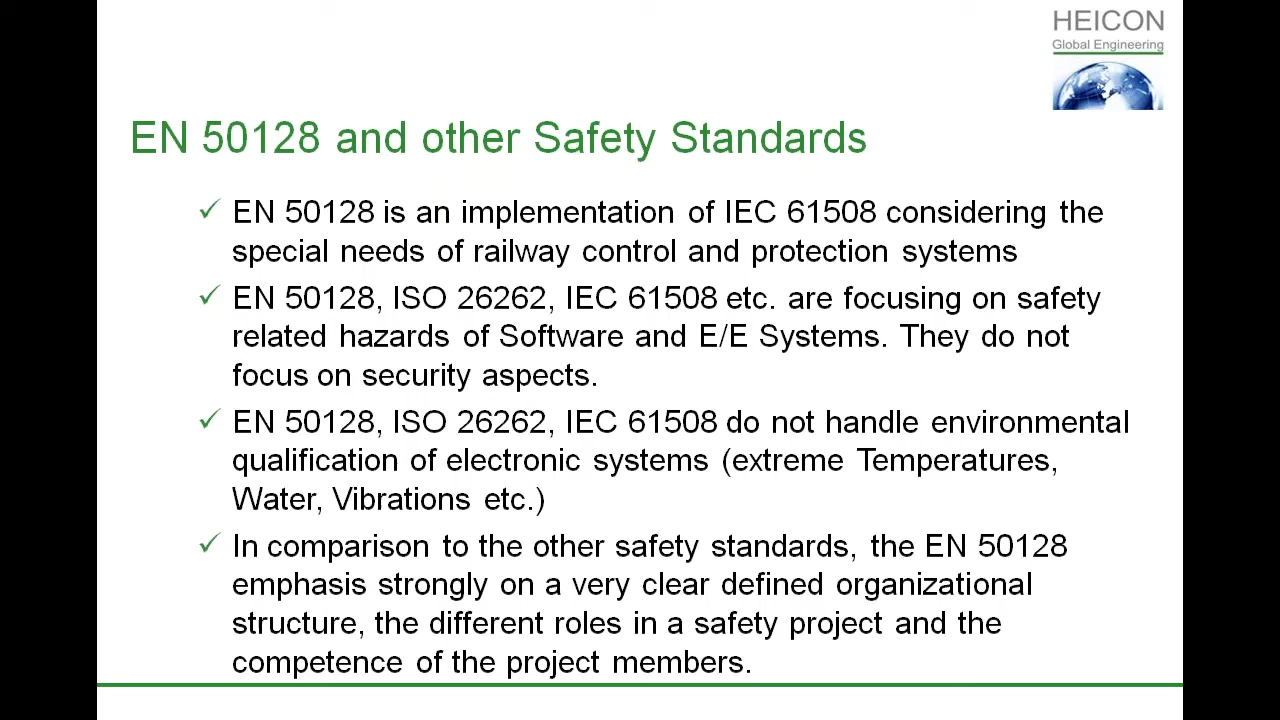 HEICON
Global Engineering
EN 50128 and other Safety Standards
✓ EN 50128 is an implementation of IEC 61508 considering the
special needs of railway control and protection systems
✓ EN 50128, ISO 26262, IEC 61508 etc. are focusing on safety
related hazards of Software and E/E Systems. They do not
focus on security aspects.
✓ EN 50128, ISO 26262, IEC 61508 do not handle environmental
qualification of electronic systems (extreme Temperatures,
Water, Vibrations etc.)
✓ In comparison to the other safety standards, the EN 50128
emphasis strongly on a very clear defined organizational
structure, the different roles in a safety project and the
competence of the project members.